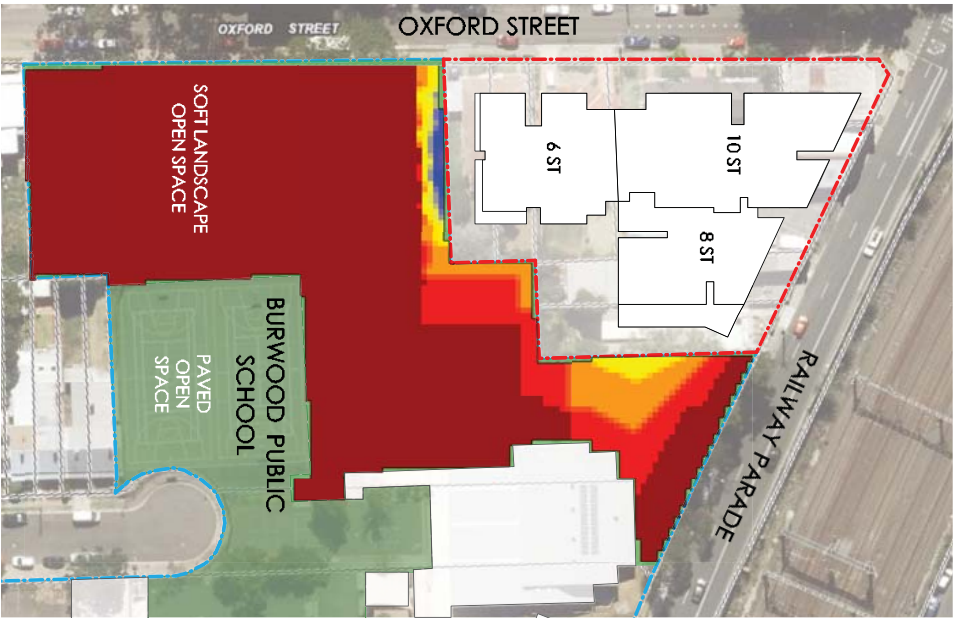 OXFORD STREET
OXFORD STREET
SOFT LANDSCAPE
OPEN SPACE
6 ST
10 ST
8 ST
BURWOOD PUBLIC
SCHOOL
PAVED
OPEN
SPACE
RAILWAY PARADE